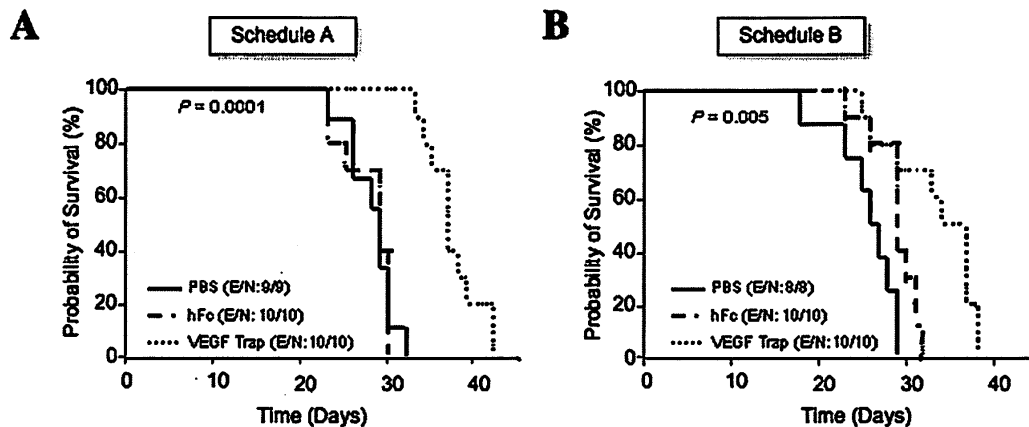 A
Schedule A
Probability of Survival (%)
100
80
60
40
20
0
P = 0.0001
PBS (E/N:9/9)
hFc (E/N: 10/10)
VEGF Trap (E/N:10/10)
0
10
20
30
40
Time (Days)
B
Schedule B
Probability of Survival (%)
100
80
60
40
20
0
P = 0.005
PBS (E/N:8/8)
hFc (E/N: 10/10)
VEGF Trap (E/N:10/10)
0
10
20
30
40
Time (Days)